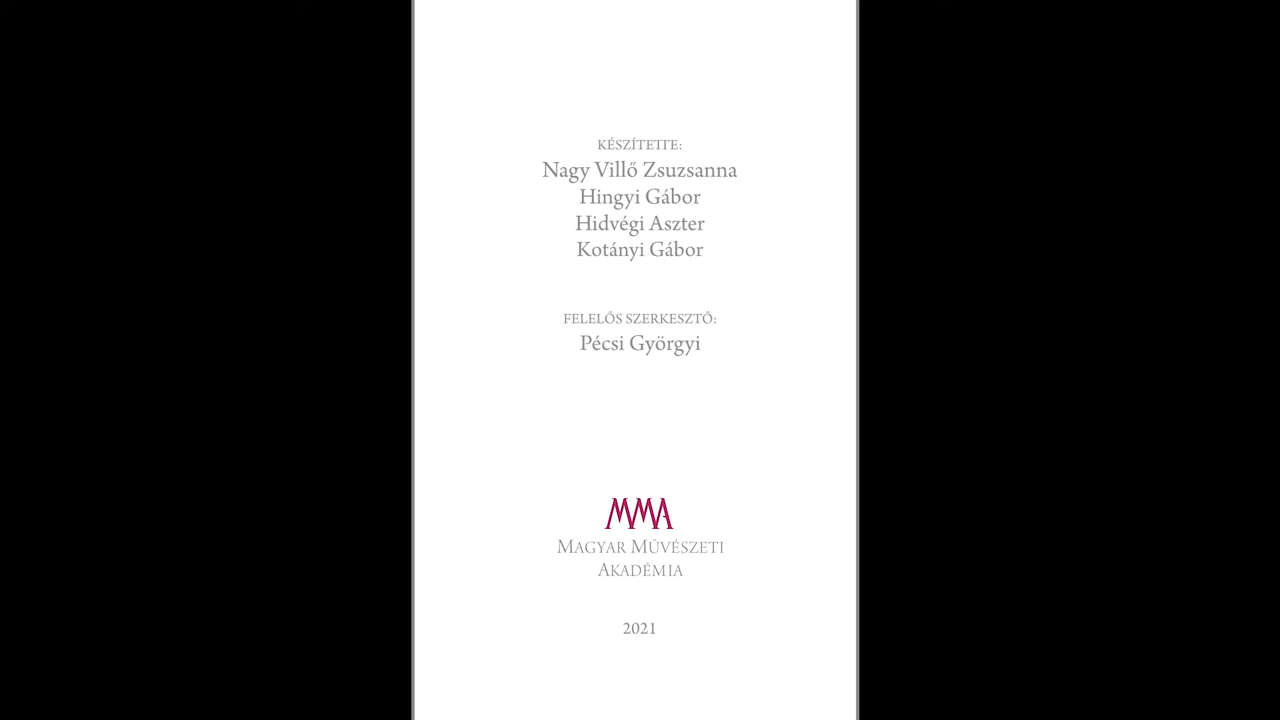 KÉSZÍTETTE:
Nagy Villő Zsuzsanna
Hingyi Gábor
Hidvégi Aszter
Kotányi Gábor
FELELŐS SZERKESZTŐ:
Pécsi Györgyi
MMA
MAGYAR MŰVÉSZETI
AKADÉMIA
2021